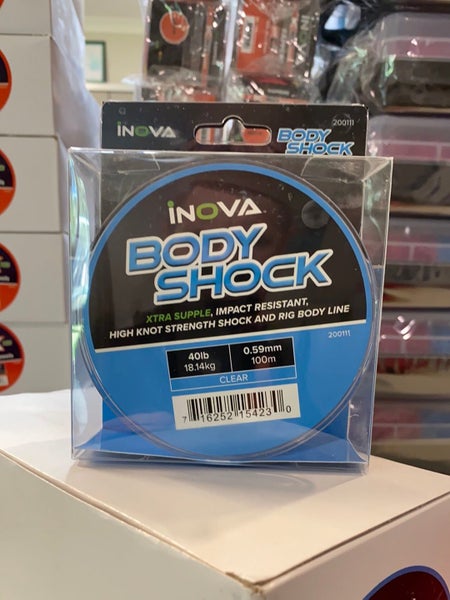 iNOVA
200111
BODY
SHOCK
iNOVA
BODY
SHOCK
XTRA SUPPLE, IMPACT RESISTANT,
HIGH KNOT STRENGTH SHOCK AND RIG BODY LINE
200111
40lb 0.59mm
18.14kg 100m
CLEAR
7 16252 15423 0